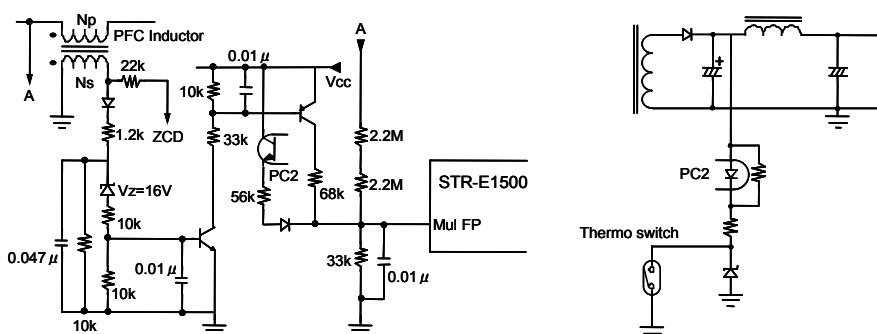 Np
PFC Inductor
Ns
22k
A
ZCD
1.2k
Vz=16V
10k
0.047μ
0.01μ
10k
10k
0.01μ
10k
Vcc
33k
PC2
56k
68k
A
2.2M
2.2M
STR-E1500
Mul FP
33k
0.01μ
+
PC2
Thermo switch